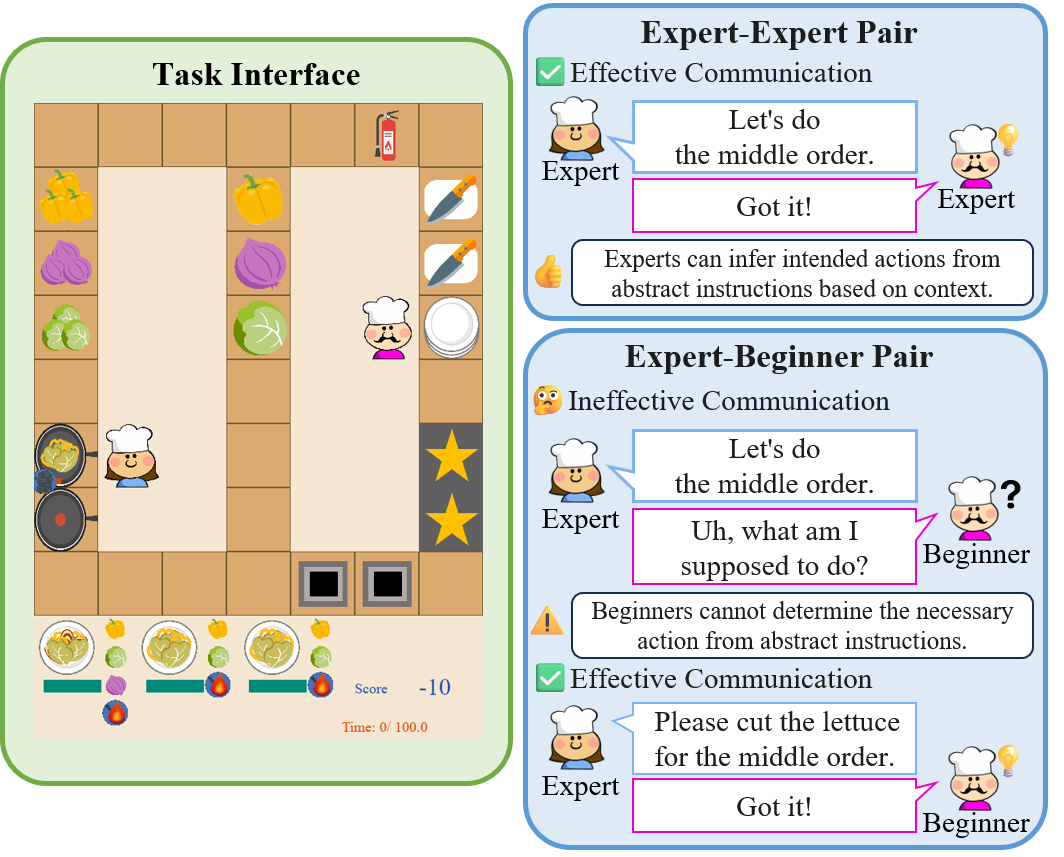 Task Interface
Score -10
Time: 0/ 100.0
Expert-Expert Pair
Effective Communication
Let's do
the middle order.
Expert
Got it!
Expert
Experts can infer intended actions from
abstract instructions based on context.
Expert-Beginner Pair
Ineffective Communication
Let's do
the middle order.
Expert
?
Uh, what am I
supposed to do?
Beginner
Beginners cannot determine the necessary
action from abstract instructions.
Effective Communication
Please cut the lettuce
for the middle order.
Expert
Got it!
Beginner